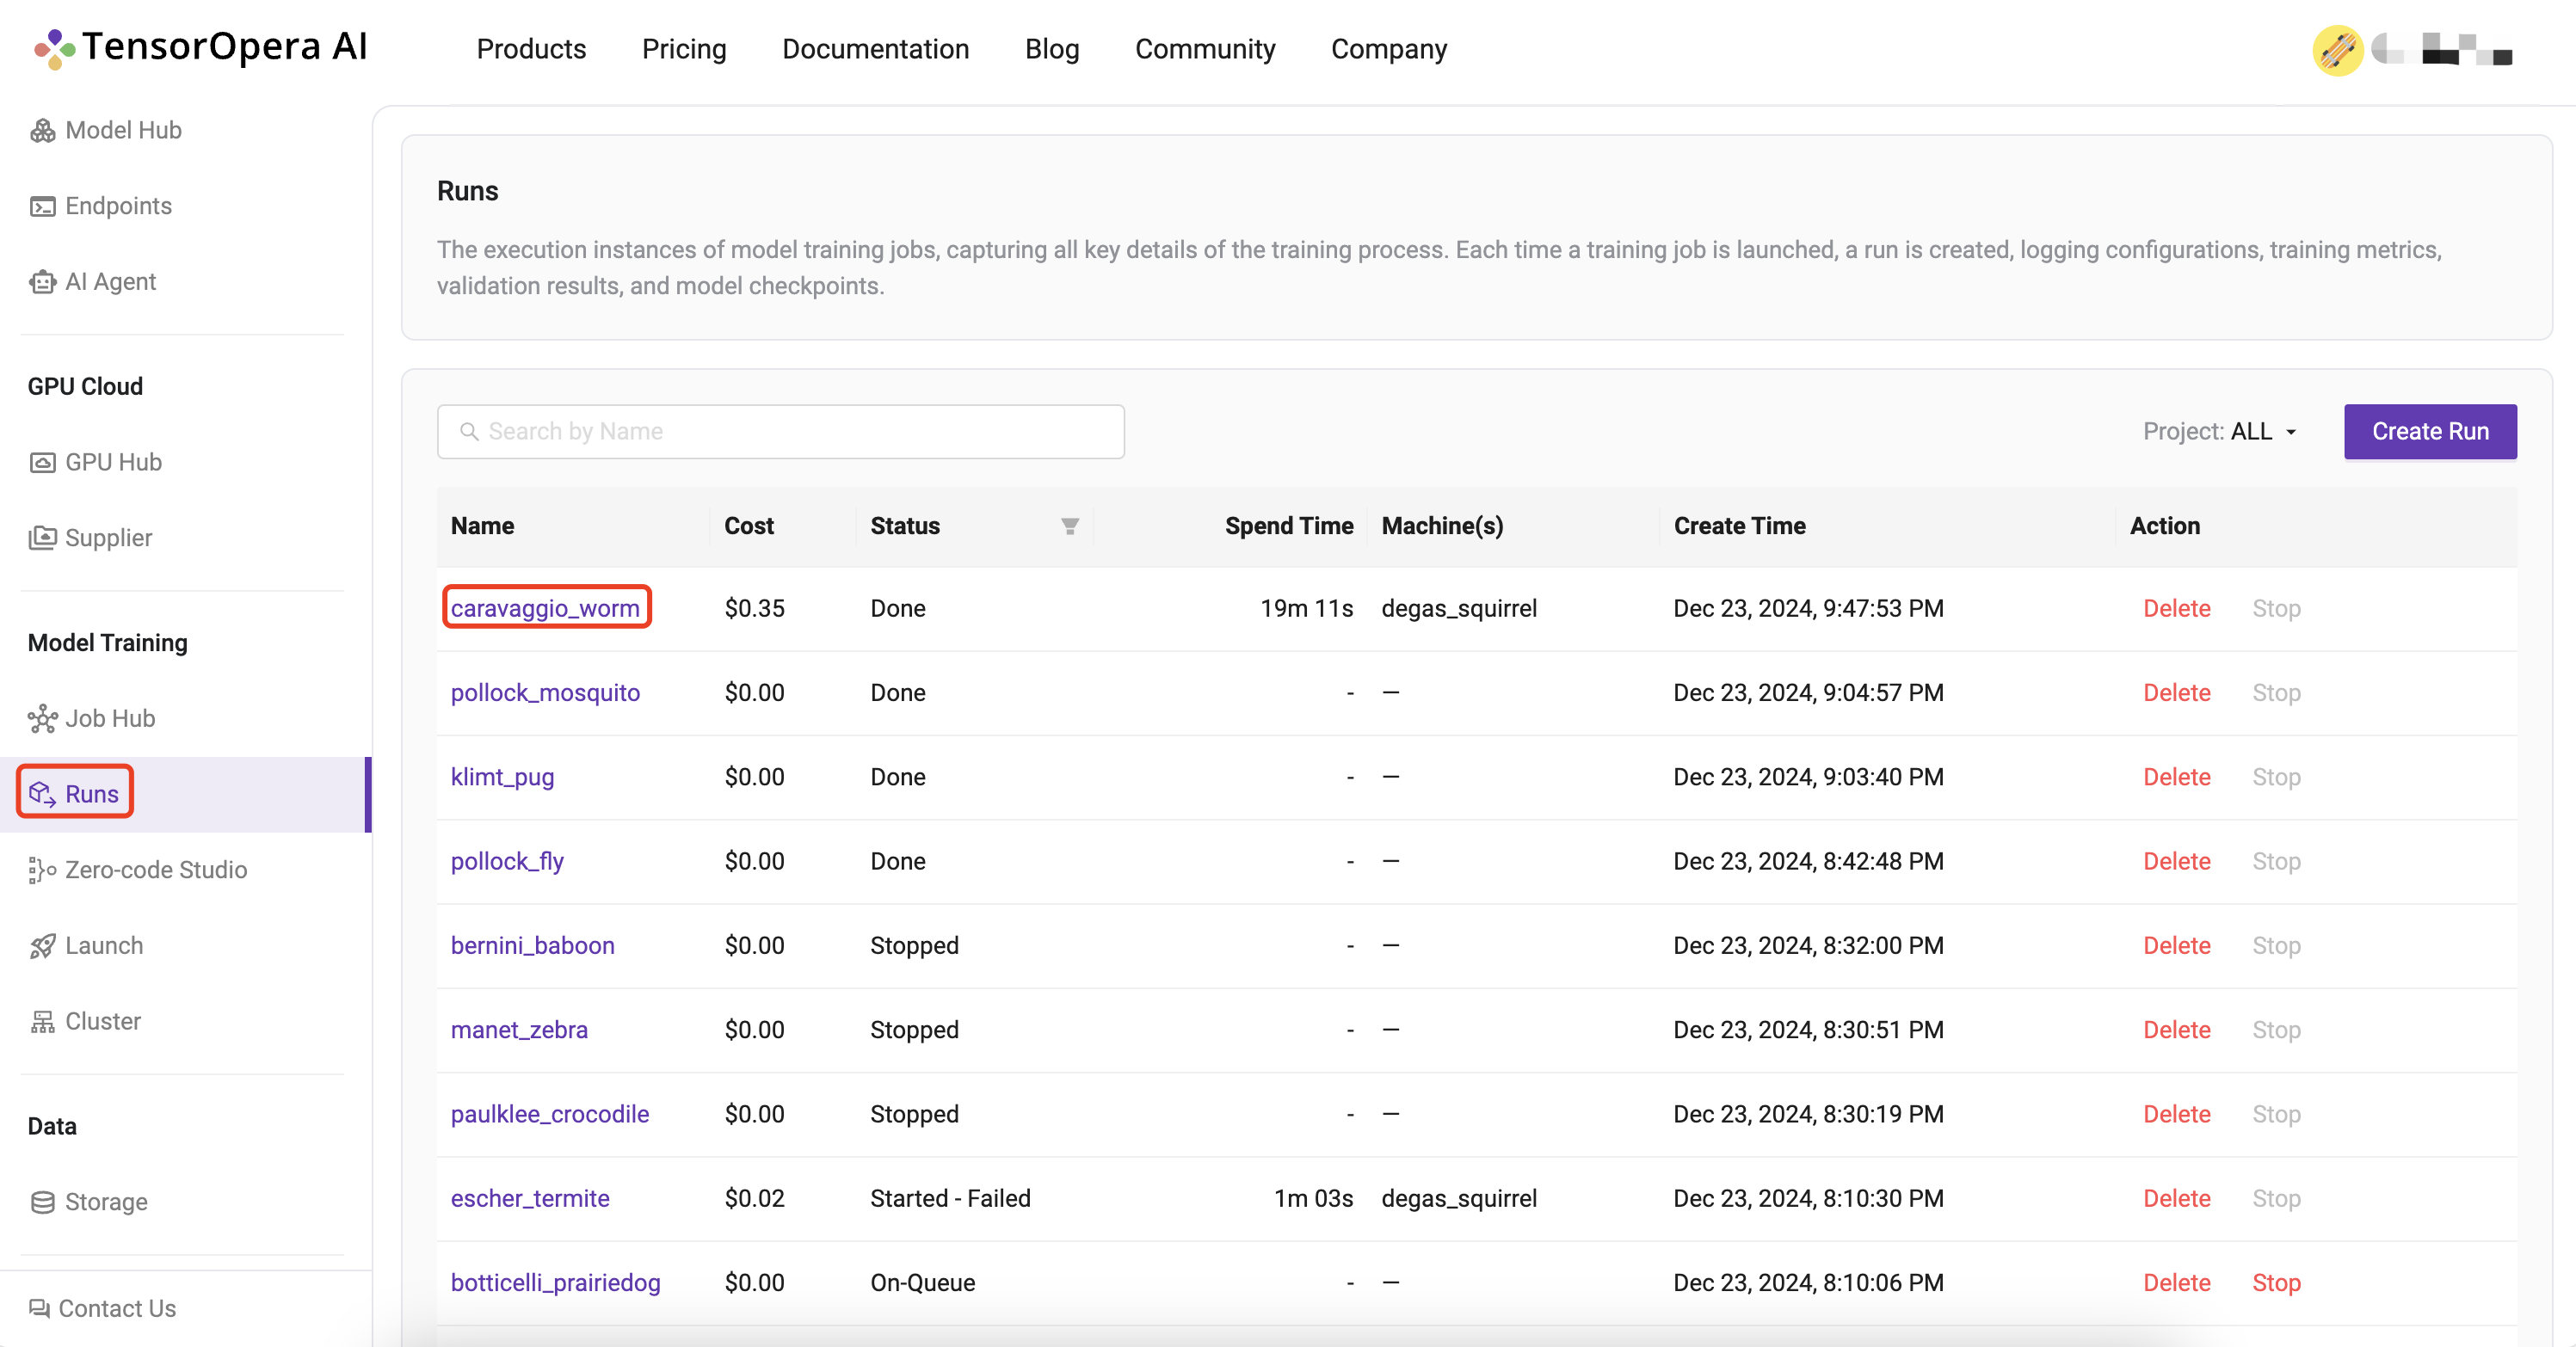 TensorOpera AI
Products Pricing Documentation Blog Community Company
Model Hub
Endpoints
AI Agent
GPU Cloud
GPU Hub
Supplier
Model Training
Job Hub
Runs
Zero-code Studio
Launch
Cluster
Data
Storage
Contact Us
Runs
The execution instances of model training jobs, capturing all key details of the training process. Each time a training job is launched, a run is created, logging configurations, training metrics,
validation results, and model checkpoints.
Search by Name
Project: ALL
Create Run
Name Cost Status Spend Time Machine(s) Create Time Action
caravaggio_worm $0.35 Done 19m 11s degas_squirrel Dec 23, 2024, 9:47:53 PM Delete Stop
pollock_mosquito $0.00 Done - — Dec 23, 2024, 9:04:57 PM Delete Stop
klimt_pug $0.00 Done - — Dec 23, 2024, 9:03:40 PM Delete Stop
pollock_fly $0.00 Done - — Dec 23, 2024, 8:42:48 PM Delete Stop
bernini_baboon $0.00 Stopped - — Dec 23, 2024, 8:32:00 PM Delete Stop
manet_zebra $0.00 Stopped - — Dec 23, 2024, 8:30:51 PM Delete Stop
paulklee_crocodile $0.00 Stopped - — Dec 23, 2024, 8:30:19 PM Delete Stop
escher_termite $0.02 Started - Failed 1m 03s degas_squirrel Dec 23, 2024, 8:10:30 PM Delete Stop
botticelli_prairiedog $0.00 On-Queue - — Dec 23, 2024, 8:10:06 PM Delete Stop